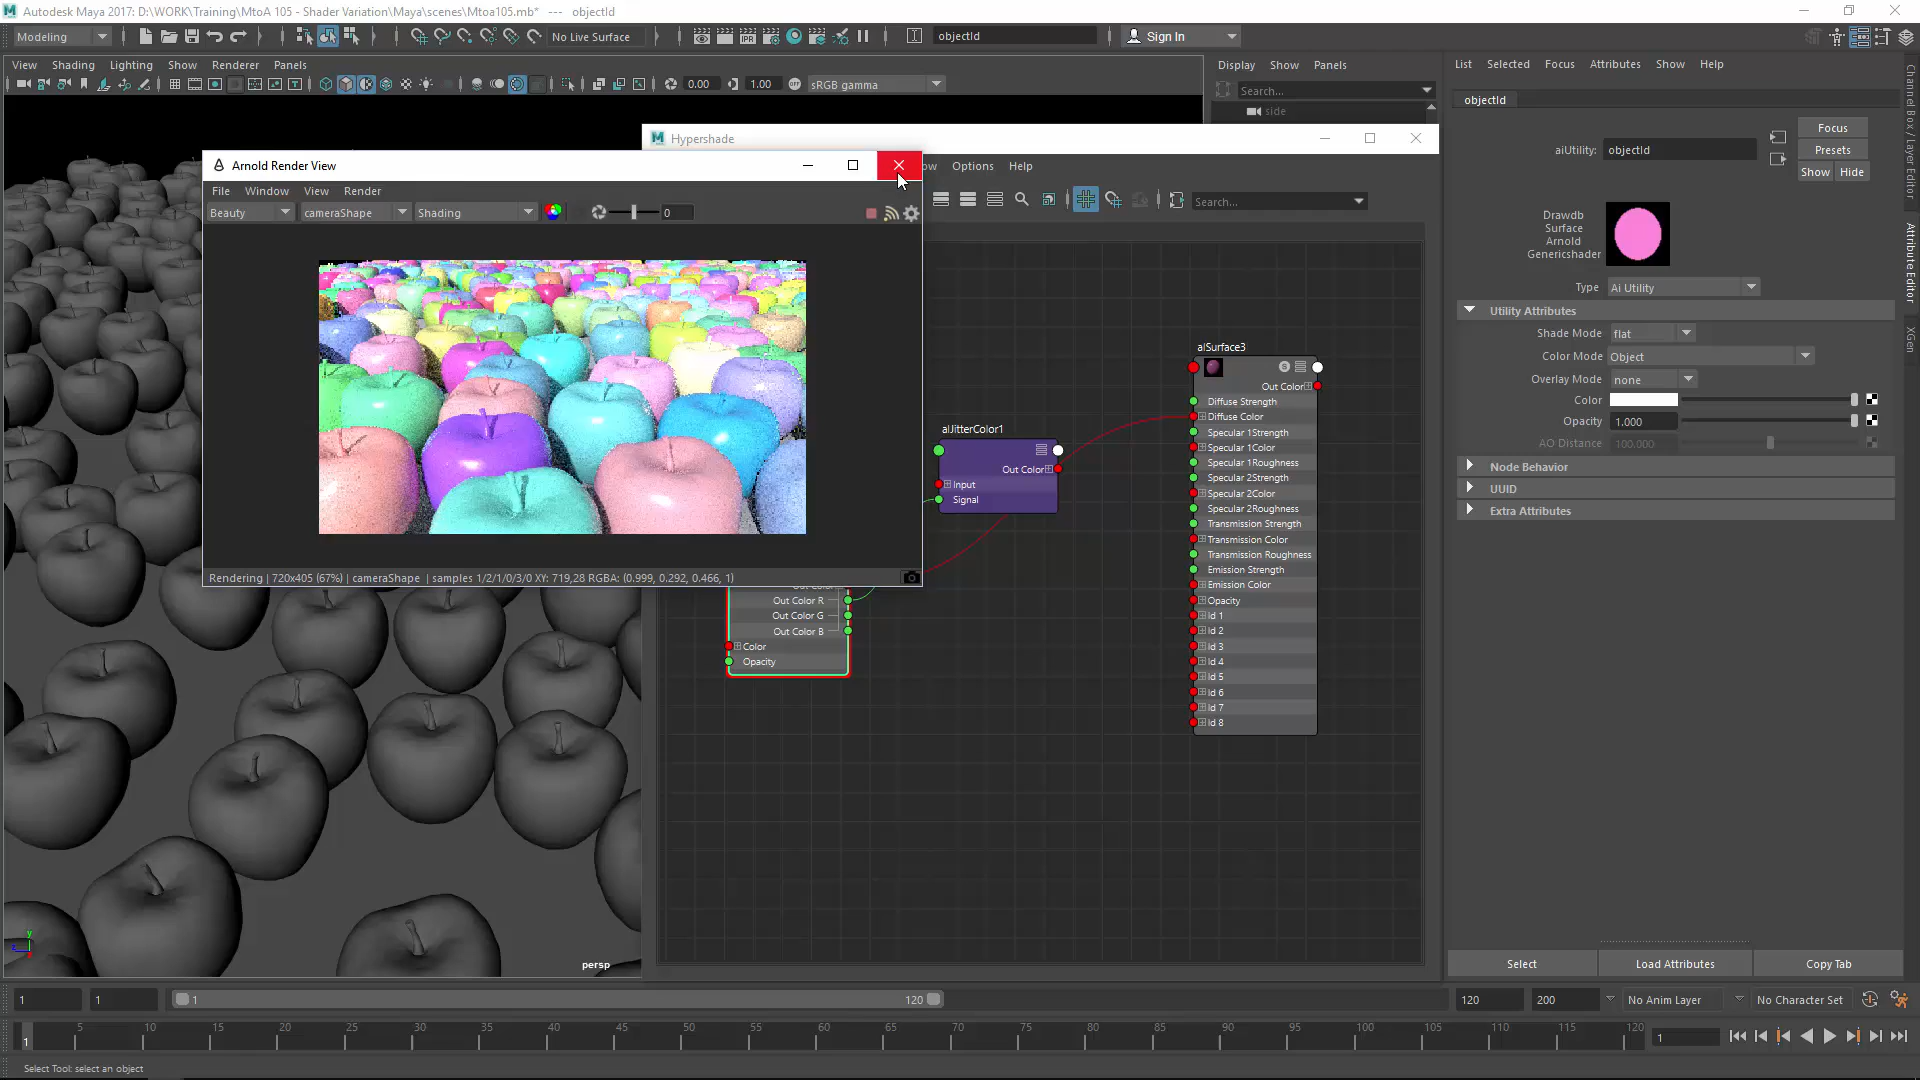 Autodesk Maya 2017: D:\WORK\Training\MtoA 105 - Shader Variation\Maya\scenes\Mtoa105.mb* --- objectId
Modeling
No Live Surface
objectId
Sign In
View Shading Lighting Show Renderer Panels
0.00
1.00
sRGB gamma
Display Show Panels
Search...
side
List Selected Focus Attributes Show Help
objectId
aiUtility: objectId
Focus
Presets
Show Hide
Drawdb
Surface
Arnold
Genericshader
Type Ai Utility
Utility Attributes
Shade Mode flat
Color Mode Object
Overlay Mode none
Color
Opacity 1.000
AO Distance 100.000
Node Behavior
UUID
Extra Attributes
Select
Load Attributes
Copy Tab
Channel Box / Layer Editor
Attribute Editor
XGen
Hypershade
Options Help
Search...
Arnold Render View
File Window View Render
Beauty
cameraShape
Shading
0
Rendering | 720x405 (67%) | cameraShape | samples 1/2/1/0/3/0 XY: 719,28 RGBA: (0.999, 0.292, 0.466, 1)
Out Color R
Out Color G
Out Color B
Color
Opacity
alJitterColor1
Out Color
Input
Signal
alSurface3
Out Color
Diffuse Strength
Diffuse Color
Specular 1Strength
Specular 1Color
Specular 1Roughness
Specular 2Strength
Specular 2Color
Specular 2Roughness
Transmission Strength
Transmission Color
Transmission Roughness
Emission Strength
Emission Color
Opacity
Id 1
Id 2
Id 3
Id 4
Id 5
Id 6
Id 7
Id 8
y
persp
1
1
1
120
120
200
No Anim Layer
No Character Set
5 10 15 20 25 30 35 40 45 50 55 60 65 70 75 80 85 90 95 100 105 110 115 120
1
1
Select Tool: select an object